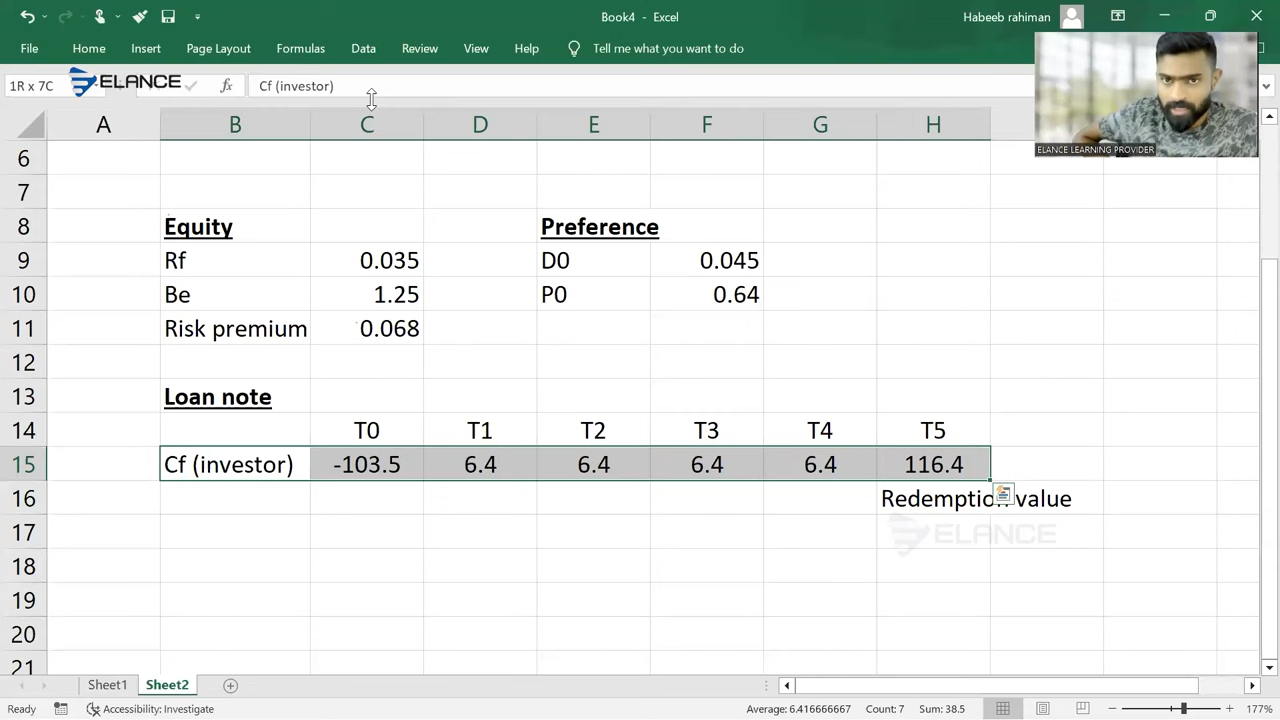 Book4 - Excel
Habeeb rahiman
File Home Insert Page Layout Formulas Data Review View Help Tell me what you want to do
1R x 7C ELANCE fx Cf (investor)
ELANCE LEARNING PROVIDER
A B C D E F G H
6
7
8 Equity Preference
9 Rf 0.035 D0 0.045
10 Be 1.25 P0 0.64
11 Risk premium 0.068
12
13 Loan note
14 T0 T1 T2 T3 T4 T5
15 Cf (investor) -103.5 6.4 6.4 6.4 6.4 116.4
16 Redemption value
17 ELANCE
18
19
20
21
Sheet1 Sheet2
Ready Accessibility: Investigate Average: 6.416666667 Count: 7 Sum: 38.5 177%